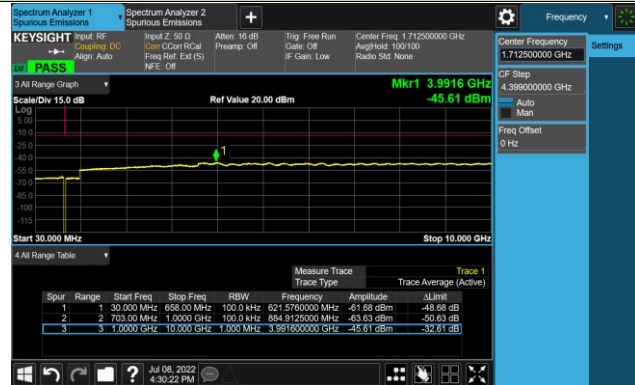 Spectrum Analyzer 1
Spurious Emissions
Spectrum Analyzer 2
Spurious Emissions
+
Frequency
KEYSIGHT
Input: RF
Coupling: DC
Align: Auto
Input Z: 50 Ω
Corr CCorr RCal
Freq Ref: Ext (S)
NFE: Off
Atten: 16 dB
Preamp: Off
Trig: Free Run
Gate: Off
IF Gain: Low
Center Freq: 1.712500000 GHz
Avg|Hold: 100/100
Radio Std: None
PASS
Center Frequency
1.712500000 GHz
Settings
CF Step
4.399000000 GHz
Auto
Man
Freq Offset
0 Hz
3 All Range Graph
Mkr1 3.9916 GHz
Scale/Div 15.0 dB
Ref Value 20.00 dBm
-45.61 dBm
Log
5.00
-10.0
-25.0
-40.0
-55.0
-70.0
-85.0
-100
-115
1
Start 30.000 MHz
Stop 10.000 GHz
4 All Range Table
Measure Trace Trace 1
Trace Type Trace Average (Active)
Spur Range Start Freq Stop Freq RBW Frequency Amplitude ΔLimit
1 1 30.000 MHz 658.00 MHz 100.0 kHz 621.5760000 MHz -61.68 dBm -48.68 dB
2 2 703.00 MHz 1.0000 GHz 100.0 kHz 884.9125000 MHz -63.63 dBm -50.63 dB
3 3 1.0000 GHz 10.000 GHz 1.000 MHz 3.991600000 GHz -45.61 dBm -32.61 dB
?
Jul 08, 2022
4:30:22 PM